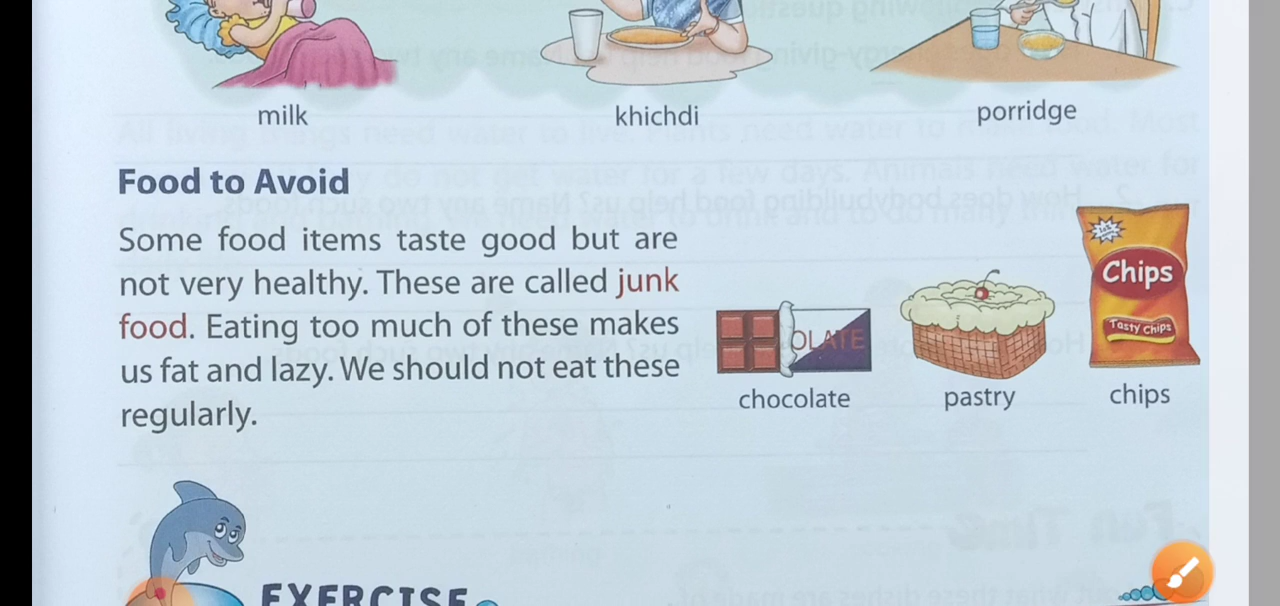 milk khichdi porridge
Food to Avoid
Some food items taste good but are
not very healthy. These are called junk
food. Eating too much of these makes
us fat and lazy. We should not eat these
regularly.
OLATE
Chips
Tasty Chips
chocolate pastry chips
EXERCISE